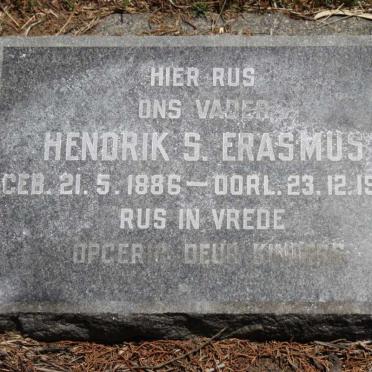 HIER RUS
ONS VADER
HENDRIK S. ERASMUS
GEB. 21. 5. 1886 — OORL. 23. 12. 19
RUS IN VREDE
OPGERIG DEUR KINDERS